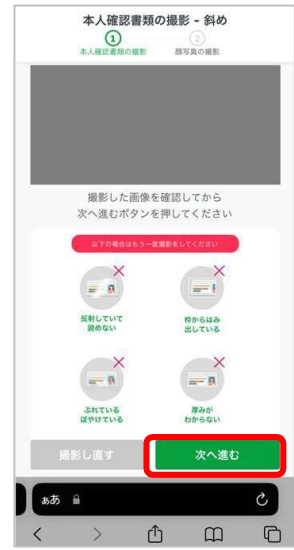 本人確認書類の撮影 - 斜め
1
2
本人確認書類の撮影
顔写真の撮影
撮影した画像を確認してから
次へ進むボタンを押してください
以下の場合はもう一度撮影をしてください
反射していて
読めない
枠からはみ
出している
ぶれている
ぼやけている
厚みが
わからない
撮影し直す
次へ進む
ぁあ